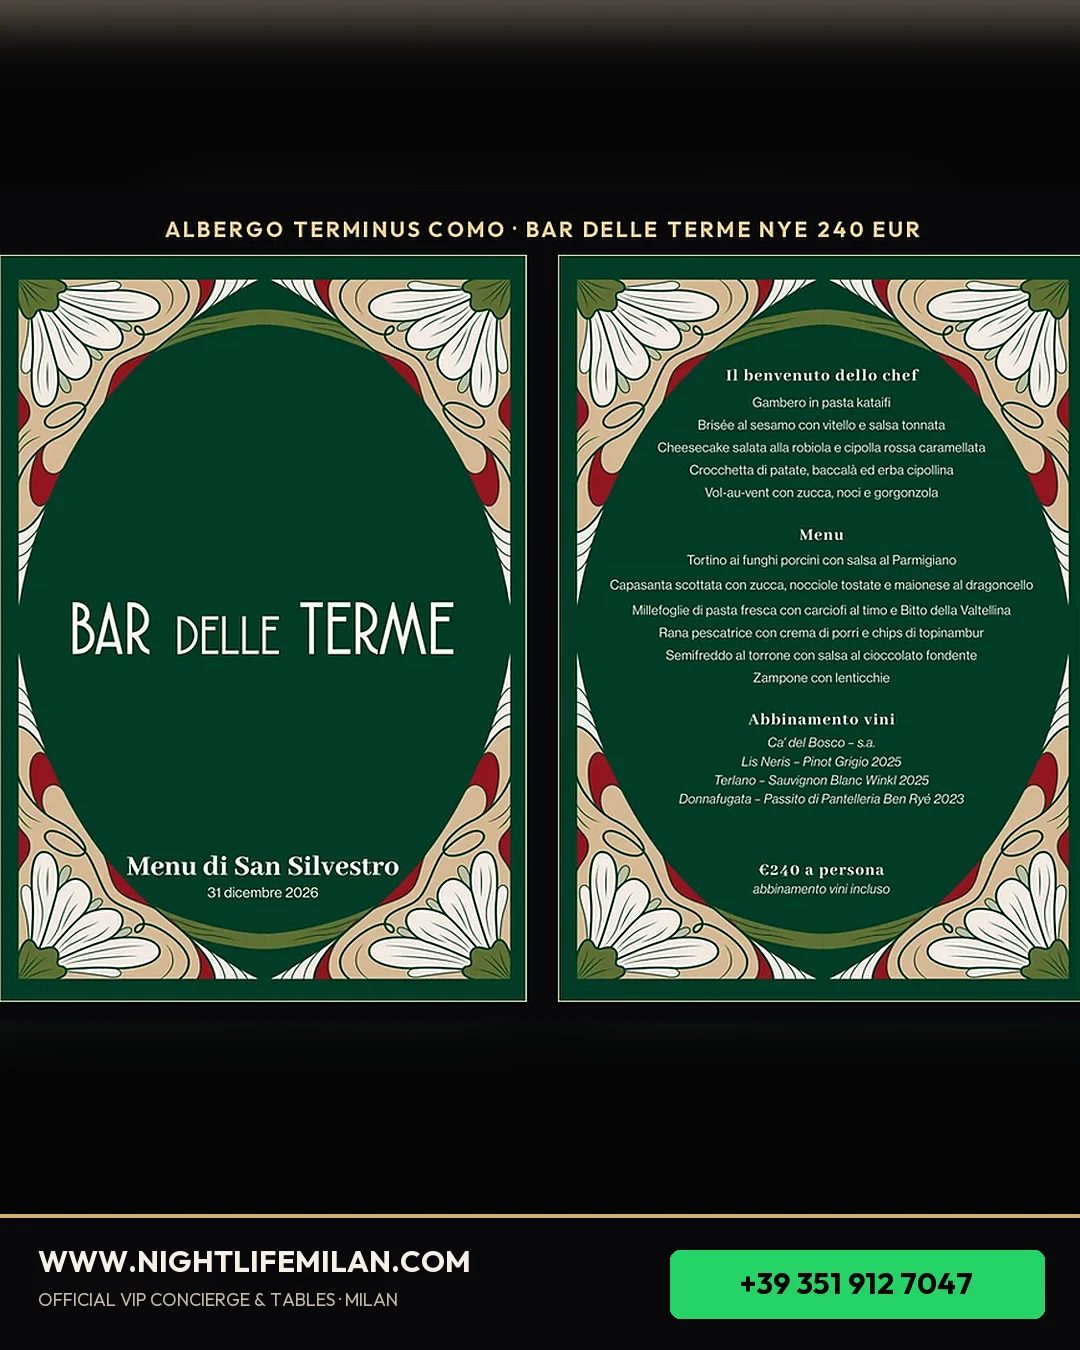 ALBERGO TERMINUS COMO · BAR DELLE TERME NYE 240 EUR
BAR DELLE TERME
Menu di San Silvestro
31 dicembre 2026
Il benvenuto dello chef
Gambero in pasta kataifi
Brisée al sesamo con vitello e salsa tonnata
Cheesecake salata alla robiola e cipolla rossa caramellata
Crocchetta di patate, baccalà ed erba cipollina
Vol-au-vent con zucca, noci e gorgonzola
Menu
Tortino ai funghi porcini con salsa al Parmigiano
Capasanta scottata con zucca, nocciole tostate e maionese al dragoncello
Millefoglie di pasta fresca con carciofi al timo e Bitto della Valtellina
Rana pescatrice con crema di porri e chips di topinambur
Semifreddo al torrone con salsa al cioccolato fondente
Zampone con lenticchie
Abbinamento vini
Ca' del Bosco – s.a.
Lis Neris – Pinot Grigio 2025
Terlano – Sauvignon Blanc Winkl 2025
Donnafugata – Passito di Pantelleria Ben Ryé 2023
€240 a persona
abbinamento vini incluso
WWW.NIGHTLIFEMILAN.COM
OFFICIAL VIP CONCIERGE & TABLES · MILAN
+39 351 912 7047